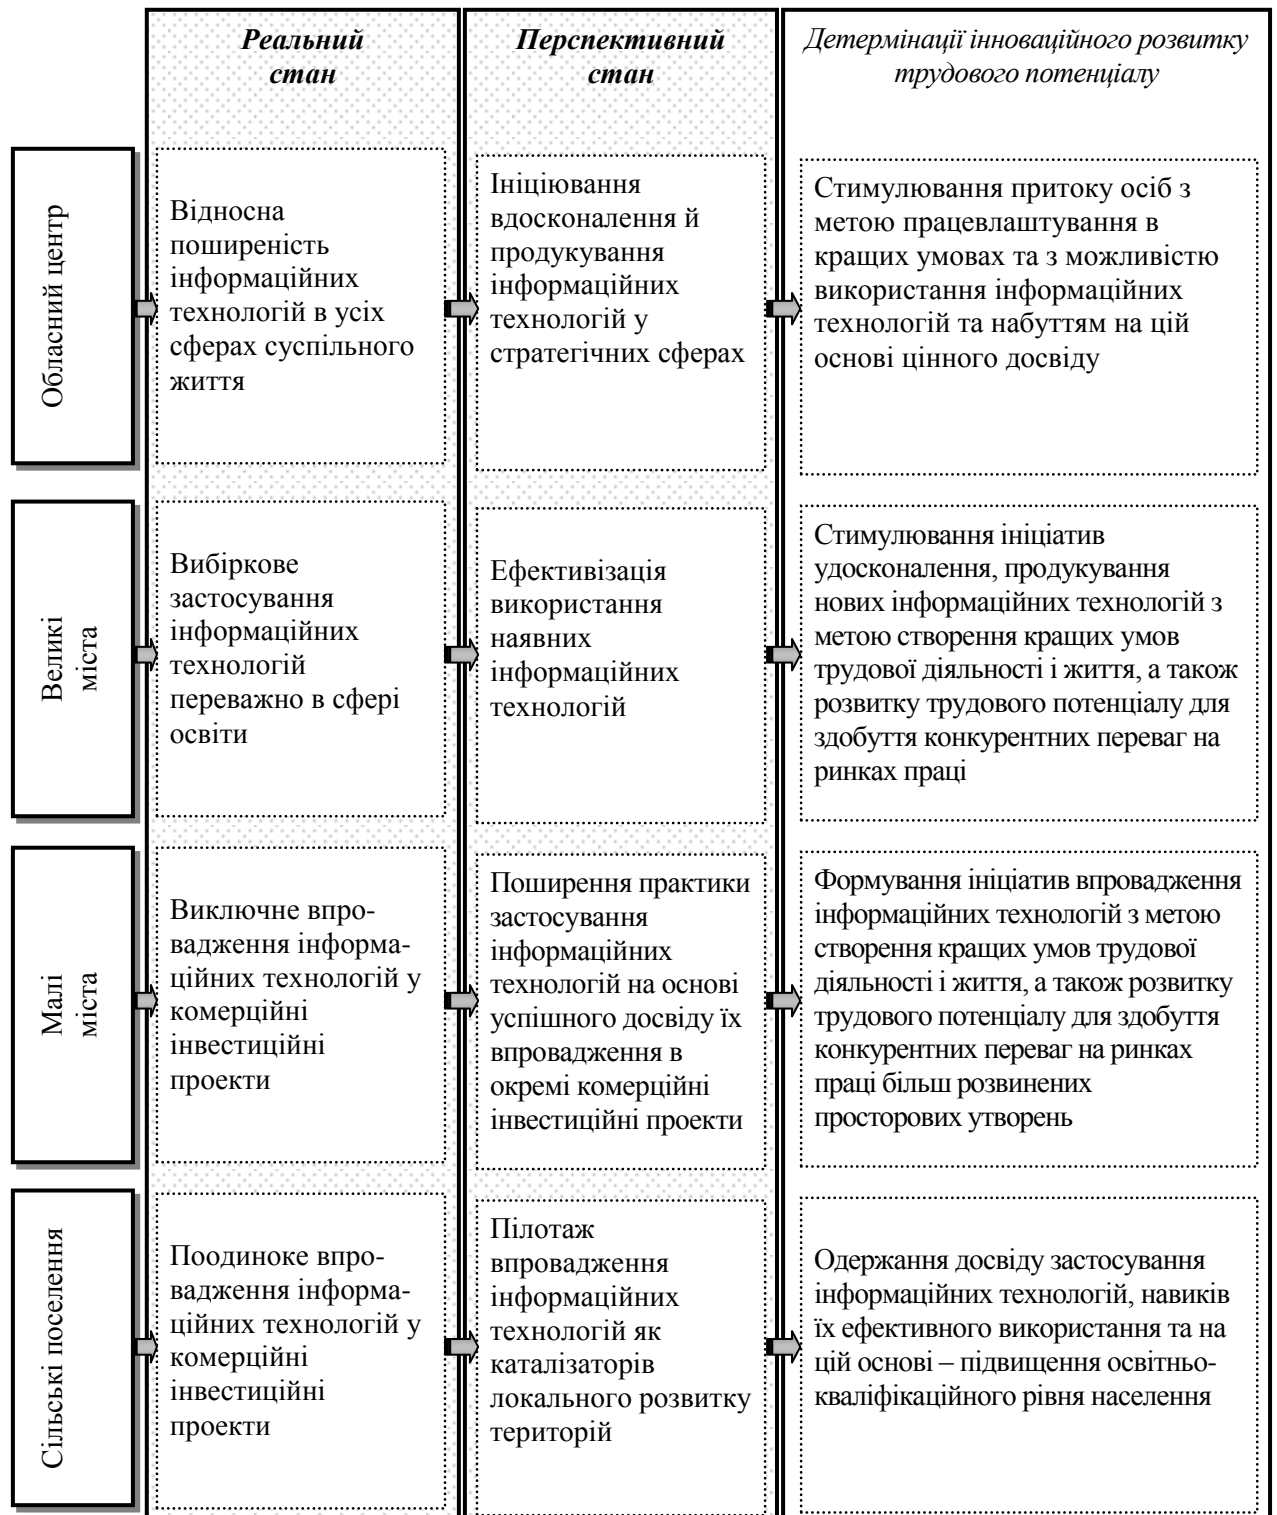 Реальний
стан
Перспективний
стан
Детермінації інноваційного розвитку
трудового потенціалу
Обласний центр
Відносна
поширеність
інформаційних
технологій в усіх
сферах суспільного
життя
Ініціювання
вдосконалення й
продукування
інформаційних
технологій у
стратегічних сферах
Стимулювання притоку осіб з
метою працевлаштування в
кращих умовах та з можливістю
використання інформаційних
технологій та набуттям на цій
основі цінного досвіду
Великі
міста
Вибіркове
застосування
інформаційних
технологій
переважно в сфері
освіти
Ефективізація
використання
наявних
інформаційних
технологій
Стимулювання ініціатив
удосконалення, продукування
нових інформаційних технологій з
метою створення кращих умов
трудової діяльності і життя, а також
розвитку трудового потенціалу для
здобуття конкурентних переваг на
ринках праці
Малі
міста
Виключне впро-
вадження інформа-
ційних технологій у
комерційні
інвестиційні
проекти
Поширення практики
застосування
інформаційних
технологій на основі
успішного досвіду їх
впровадження в
окремі комерційні
інвестиційні проекти
Формування ініціатив впровадження
інформаційних технологій з метою
створення кращих умов трудової
діяльності і життя, а також розвитку
трудового потенціалу для здобуття
конкурентних переваг на ринках
праці більш розвинених
просторових утворень
Сільські поселення
Поодиноке впро-
вадження інформа-
ційних технологій у
комерційні
інвестиційні
проекти
Пілотаж
впровадження
інформаційних
технологій як
каталізаторів
локального розвитку
територій
Одержання досвіду застосування
інформаційних технологій, навиків
їх ефективного використання та на
цій основі – підвищення освітньо-
кваліфікаційного рівня населення